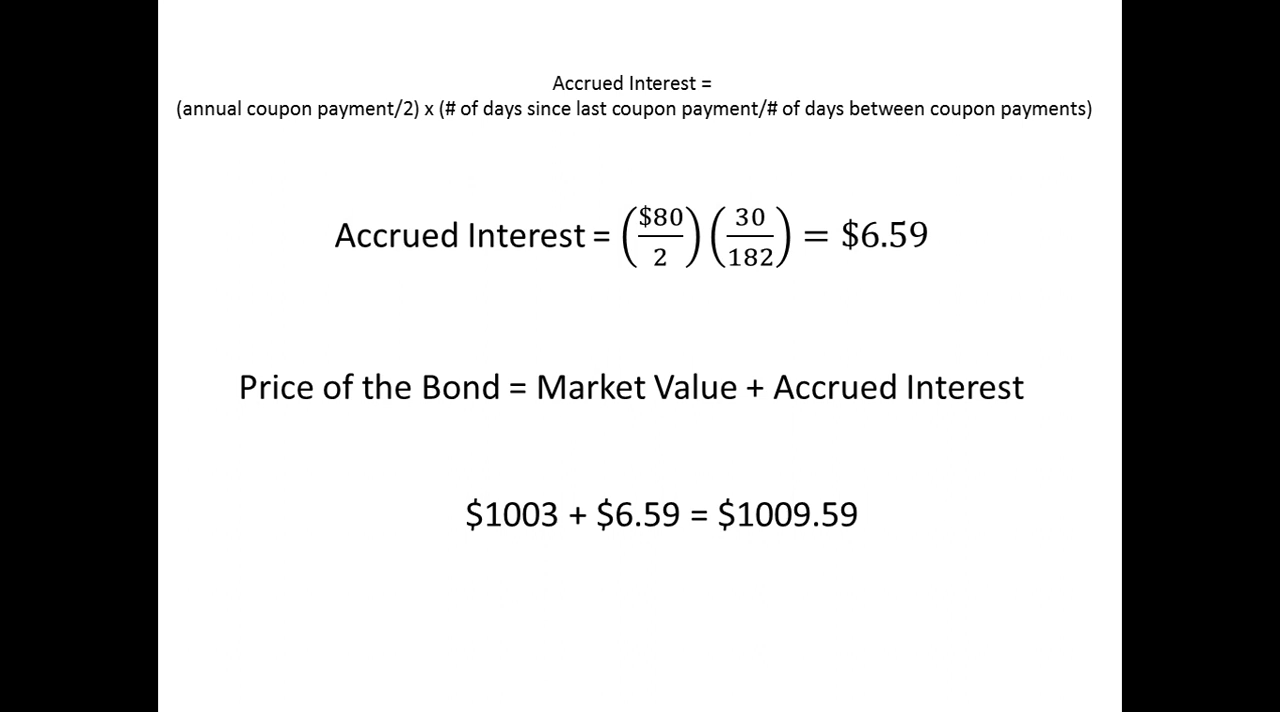 Accrued Interest =
(annual coupon payment/2) x (# of days since last coupon payment/# of days between coupon payments)
Accrued Interest = ($80/2)(30/182) = $6.59
Price of the Bond = Market Value + Accrued Interest
$1003 + $6.59 = $1009.59